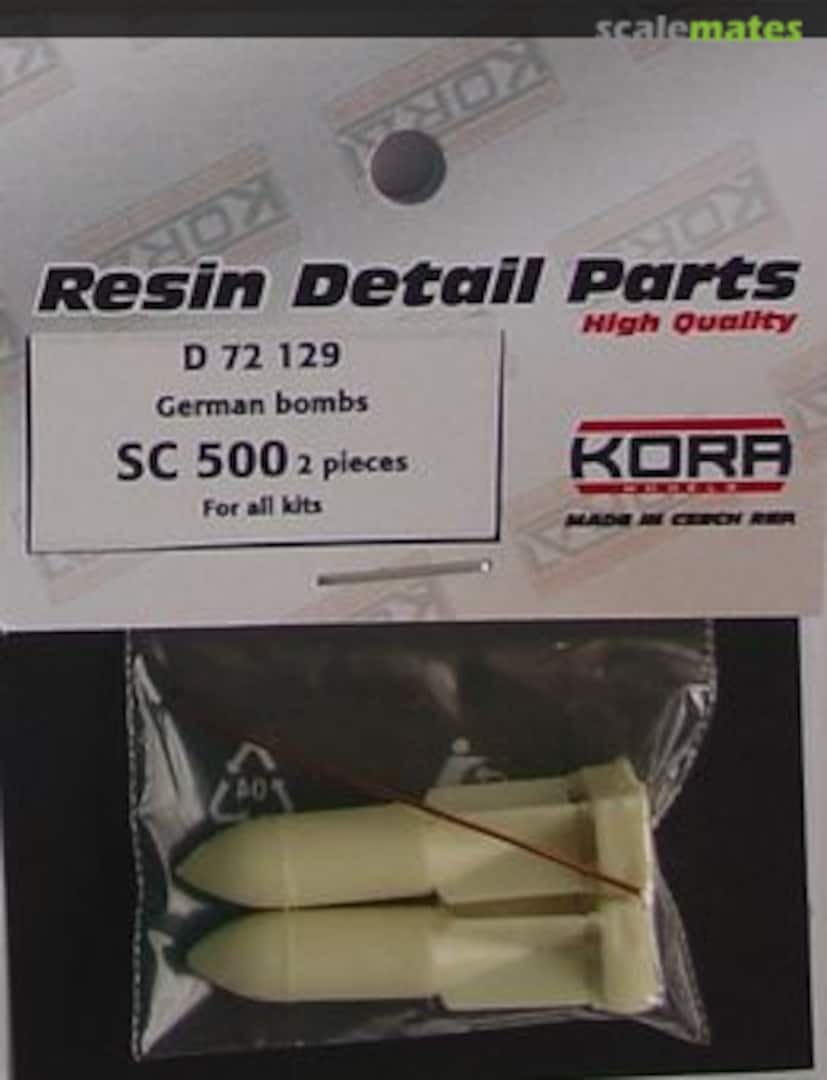 scalemates
Resin Detail Parts
High Quality
D 72 129
German bombs
SC 500 2 pieces
For all kits
KORA
MODELS
MADE IN CZECH REP.